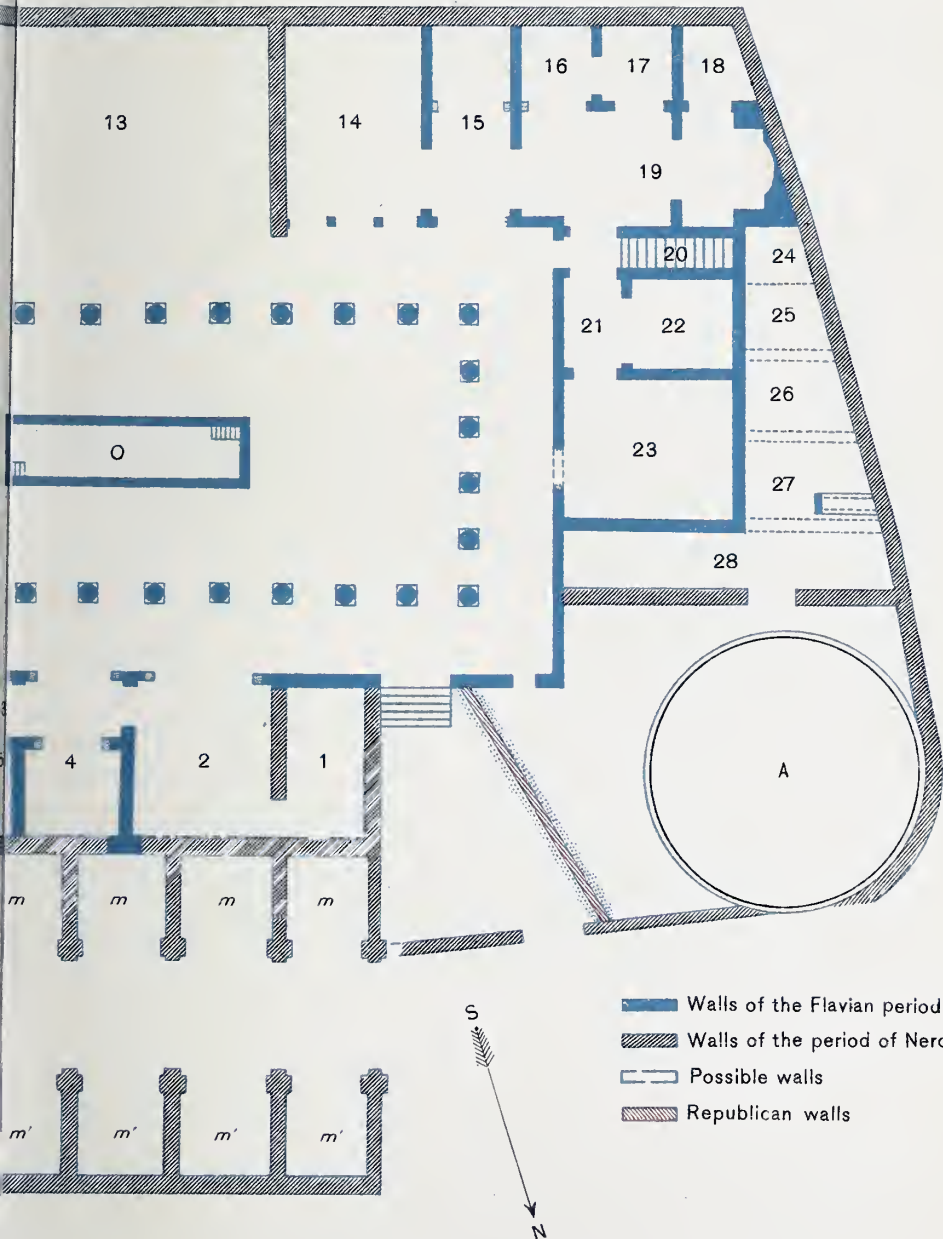 13
14
15
16
17
18
19
20
24
21
22
25
O
26
23
27
28
4
2
1
A
m
m
m
m
S
Walls of the Flavian period
Walls of the period of
Possible walls
Republican walls
m'
m'
m'
m'
N